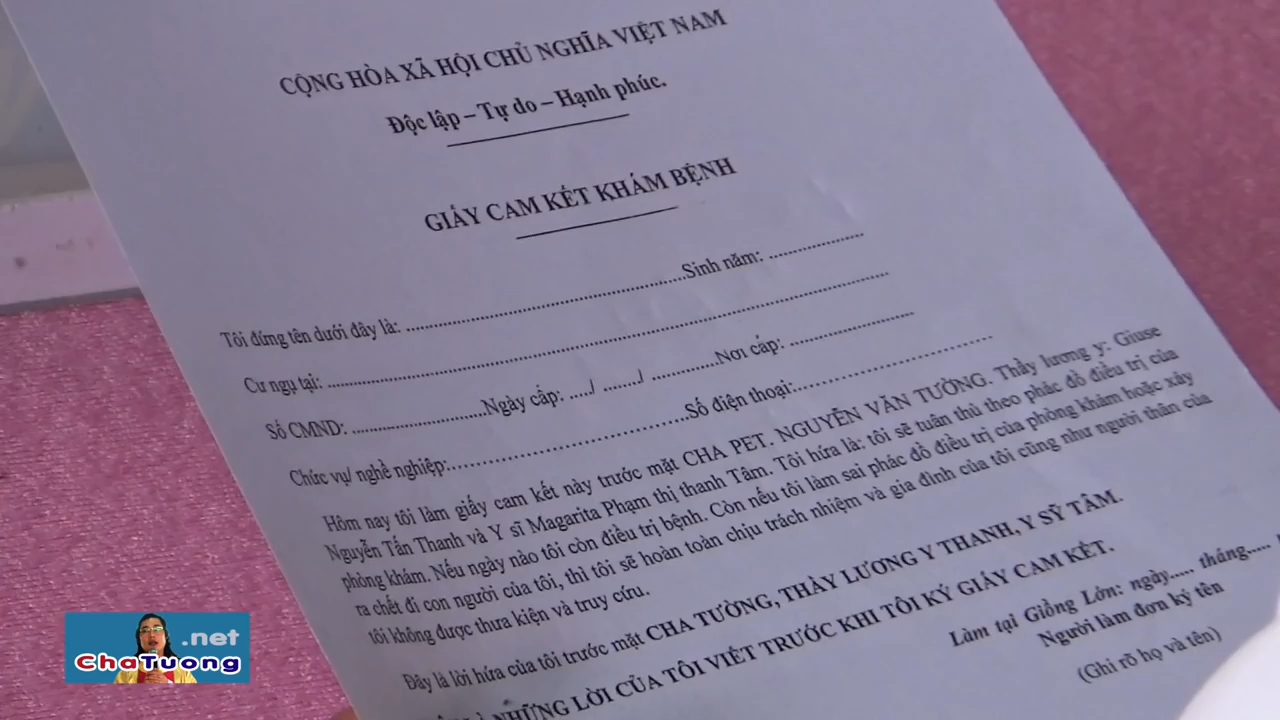 CỘNG HÒA XÃ HỘI CHỦ NGHĨA VIỆT NAM
Độc lập – Tự do – Hạnh phúc.
GIẤY CAM KẾT KHÁM BỆNH
Tôi đứng tên dưới đây là: ........................................................Sinh năm: ...................
Cư ngụ tại: ................................................................................................................
Số CMND: ..........................Ngày cấp: ...../ ......../ .............Nơi cấp: .........................
Chức vụ/ nghề nghiệp:..............................................Số điện thoại:.....................................
Hôm nay tôi làm giấy cam kết này trước mặt CHA PET. NGUYỄN VĂN TƯỜNG. Thầy lương y: Giuse
Nguyễn Tấn Thanh và Y sĩ Magarita Phạm thị thanh Tâm. Tôi hứa là: tôi sẽ tuân thủ theo phác đồ điều trị của
phòng khám. Nếu ngày nào tôi còn điều trị bệnh. Còn nếu tôi làm sai phác đồ điều trị của phòng khám hoặc xảy
ra chết đi con người của tôi, thì tôi sẽ hoàn toàn chịu trách nhiệm và gia đình của tôi cũng như người thân của
tôi không được thưa kiện và truy cứu.
Đây là lời hứa của tôi trước mặt CHA TƯỜNG, THẦY LƯƠNG Y THANH, Y SỸ TÂM.
NHỮNG LỜI CỦA TÔI VIẾT TRƯỚC KHI TÔI KÝ GIẤY CAM KẾT.
Làm tại Giồng Lớn: ngày..... tháng.....
Người làm đơn ký tên
(Ghi rõ họ và tên)
.net
ChaTuong